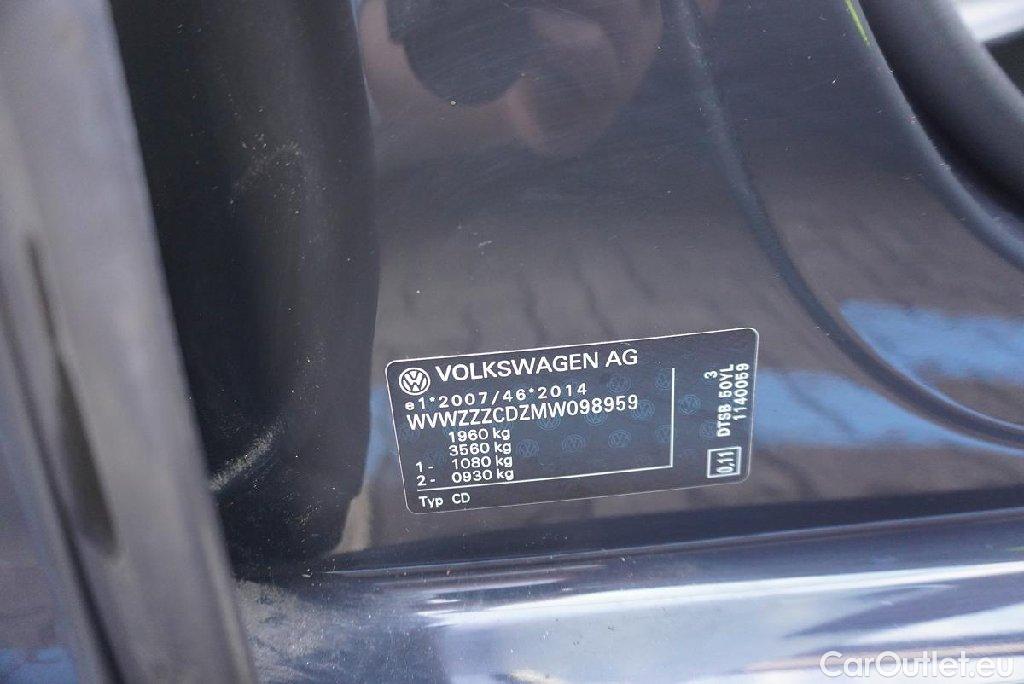 VOLKSWAGEN AG
e1*2007/46*2014
WVWZZZCDZMW098959
1960 kg
3560 kg
1- 1080 kg
2- 0930 kg
Typ CD
3
DTSB 50YL
1140059
0,11
CarOutlet.eu